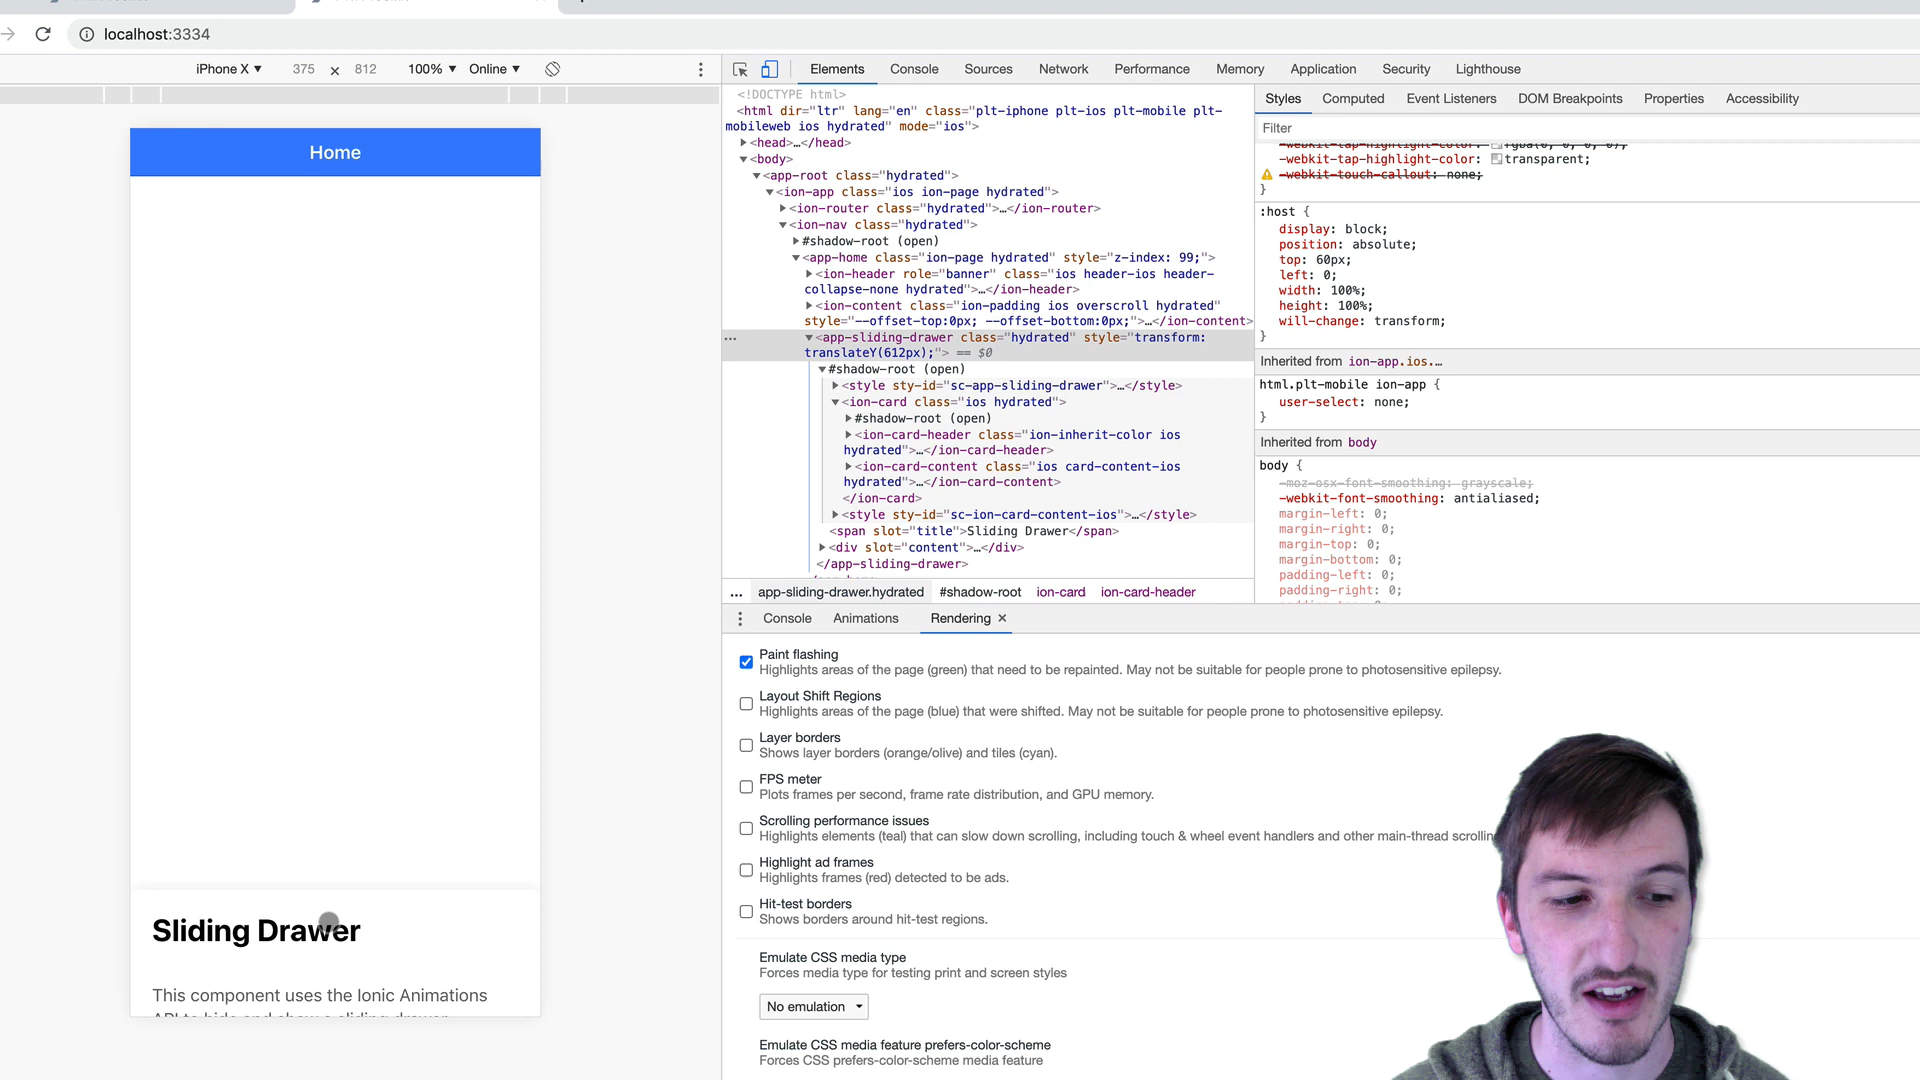 localhost:3334
iPhone X ▼ 375 × 812 100% ▼ Online ▼
Home
Sliding Drawer
This component uses the Ionic Animations
API to hide and show a sliding drawer
Elements Console Sources Network Performance Memory Application Security Lighthouse
<!DOCTYPE html>
<html dir="ltr" lang="en" class="plt-iphone plt-ios plt-mobile plt-
mobileweb ios hydrated" mode="ios">
<head>…</head>
<body>
<app-root class="hydrated">
<ion-app class="ios ion-page hydrated">
<ion-router class="hydrated">…</ion-router>
<ion-nav class="hydrated">
#shadow-root (open)
<app-home class="ion-page hydrated" style="z-index: 99;">
<ion-header role="banner" class="ios header-ios header-
collapse-none hydrated">…</ion-header>
<ion-content class="ion-padding ios overscroll hydrated"
style="--offset-top:0px; --offset-bottom:0px;">…</ion-content>
… <app-sliding-drawer class="hydrated" style="transform:
translateY(612px);"> == $0
#shadow-root (open)
<style sty-id="sc-app-sliding-drawer">…</style>
<ion-card class="ios hydrated">
#shadow-root (open)
<ion-card-header class="ion-inherit-color ios
hydrated">…</ion-card-header>
<ion-card-content class="ios card-content-ios
hydrated">…</ion-card-content>
</ion-card>
<style sty-id="sc-ion-card-content-ios">…</style>
<span slot="title">Sliding Drawer</span>
<div slot="content">…</div>
</app-sliding-drawer>
... app-sliding-drawer.hydrated #shadow-root ion-card ion-card-header
Styles Computed Event Listeners DOM Breakpoints Properties Accessibility
Filter
-webkit-tap-highlight-color: rgba(0, 0, 0, 0);
-webkit-tap-highlight-color: transparent;
-webkit-touch-callout: none;
}
:host {
display: block;
position: absolute;
top: 60px;
left: 0;
width: 100%;
height: 100%;
will-change: transform;
}
Inherited from ion-app.ios.…
html.plt-mobile ion-app {
user-select: none;
}
Inherited from body
body {
-moz-osx-font-smoothing: grayscale;
-webkit-font-smoothing: antialiased;
margin-left: 0;
margin-right: 0;
margin-top: 0;
margin-bottom: 0;
padding-left: 0;
padding-right: 0;
Console Animations Rendering ×
Paint flashing
Highlights areas of the page (green) that need to be repainted. May not be suitable for people prone to photosensitive epilepsy.
Layout Shift Regions
Highlights areas of the page (blue) that were shifted. May not be suitable for people prone to photosensitive epilepsy.
Layer borders
Shows layer borders (orange/olive) and tiles (cyan).
FPS meter
Plots frames per second, frame rate distribution, and GPU memory.
Scrolling performance issues
Highlights elements (teal) that can slow down scrolling, including touch & wheel event handlers and other main-thread scrollin
Highlight ad frames
Highlights frames (red) detected to be ads.
Hit-test borders
Shows borders around hit-test regions.
Emulate CSS media type
Forces media type for testing print and screen styles
No emulation
Emulate CSS media feature prefers-color-scheme
Forces CSS prefers-color-scheme media feature